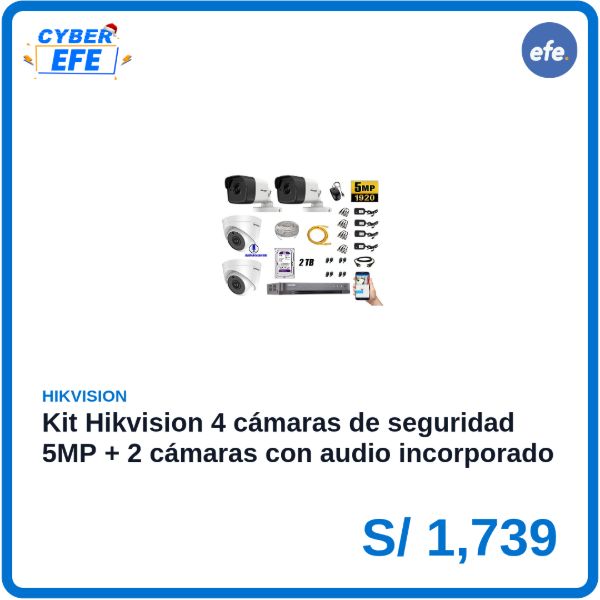 CYBER
EFE
efe.
5MP
1920
2 TB
HIKVISION
Kit Hikvision 4 cámaras de seguridad
5MP + 2 cámaras con audio incorporado
S/ 1,739